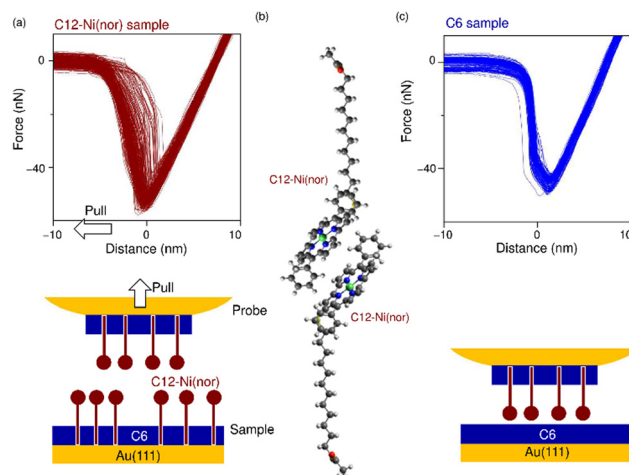 (a)
C12-Ni(nor) sample
0
Force (nN)
−40
Pull
−10
0
10
Distance (nm)
Pull
Probe
C12-Ni(nor)
C6
Sample
Au(111)
(b)
C12-Ni(nor)
C12-Ni(nor)
(c)
C6 sample
0
Force (nN)
−40
−10
0
10
Distance (nm)
C6
Au(111)